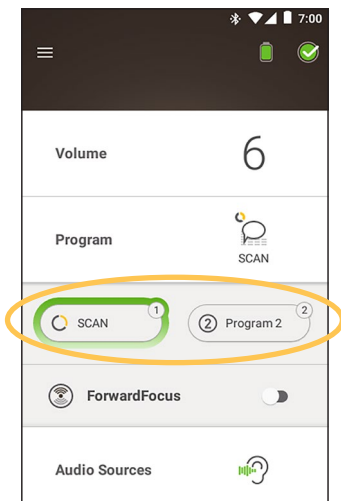 7:00
Volume 6
Program
SCAN
SCAN 1 2 Program 2 2
ForwardFocus
Audio Sources